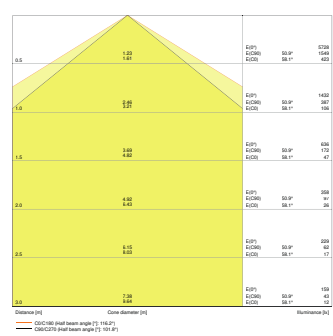 E(0°) 5728
1.23 E(C90) 50.9° 1549
0.5 1.61 E(C0) 58.1° 423
E(0°) 1432
2.46 E(C90) 50.9° 387
1.0 3.21 E(C0) 58.1° 106
E(0°) 636
3.69 E(C90) 50.9° 172
1.5 4.82 E(C0) 58.1° 47
E(0°) 358
4.92 E(C90) 50.9° 97
2.0 6.43 E(C0) 58.1° 26
E(0°) 229
6.15 E(C90) 50.9° 62
2.5 8.03 E(C0) 58.1° 17
E(0°) 159
7.38 E(C90) 50.9° 43
3.0 9.64 E(C0) 58.1° 12
Distance [m] Cone diameter [m] Illuminance [lx]
C0/C180 (Half beam angle [°]: 116.2°)
C90/C270 (Half beam angle [°]: 101.8°)